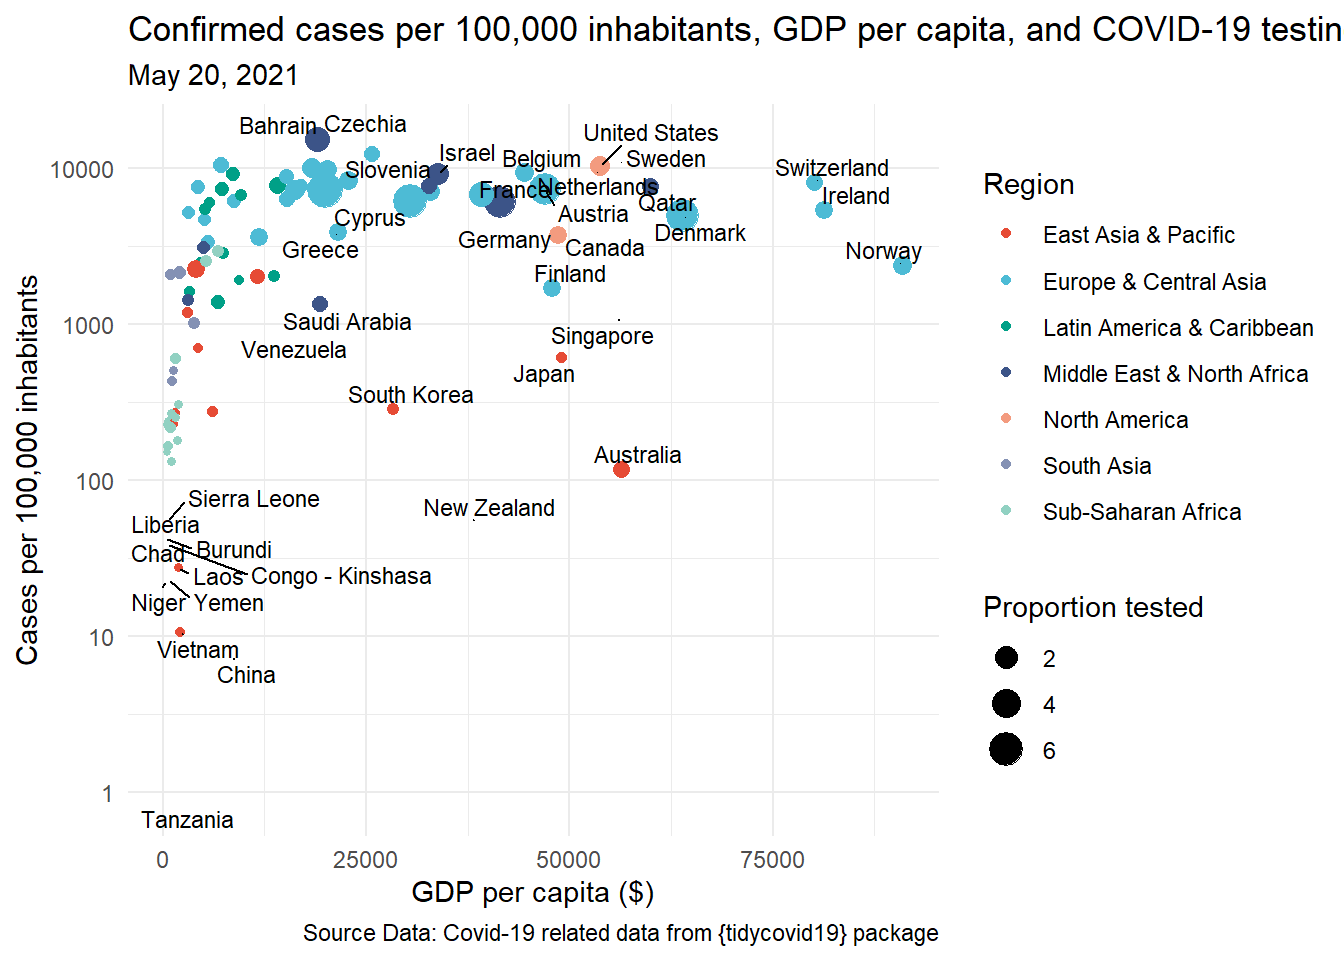 Confirmed cases per 100,000 inhabitants, GDP per capita, and COVID-19 testin
May 20, 2021
Cases per 100,000 inhabitants
10000
1000
100
10
1
Bahrain
Czechia
United States
Israel
Belgium
Sweden
Slovenia
Switzerland
France
Netherlands
Ireland
Qatar
Cyprus
Austria
Denmark
Greece
Germany
Canada
Norway
Finland
Saudi Arabia
Singapore
Venezuela
Japan
South Korea
Australia
Sierra Leone
New Zealand
Liberia
Chad
Burundi
Laos
Congo - Kinshasa
Niger
Yemen
Vietnam
China
Tanzania
0
25000
50000
75000
GDP per capita ($)
Source Data: Covid-19 related data from {tidycovid19} package
Region
East Asia & Pacific
Europe & Central Asia
Latin America & Caribbean
Middle East & North Africa
North America
South Asia
Sub-Saharan Africa
Proportion tested
2
4
6